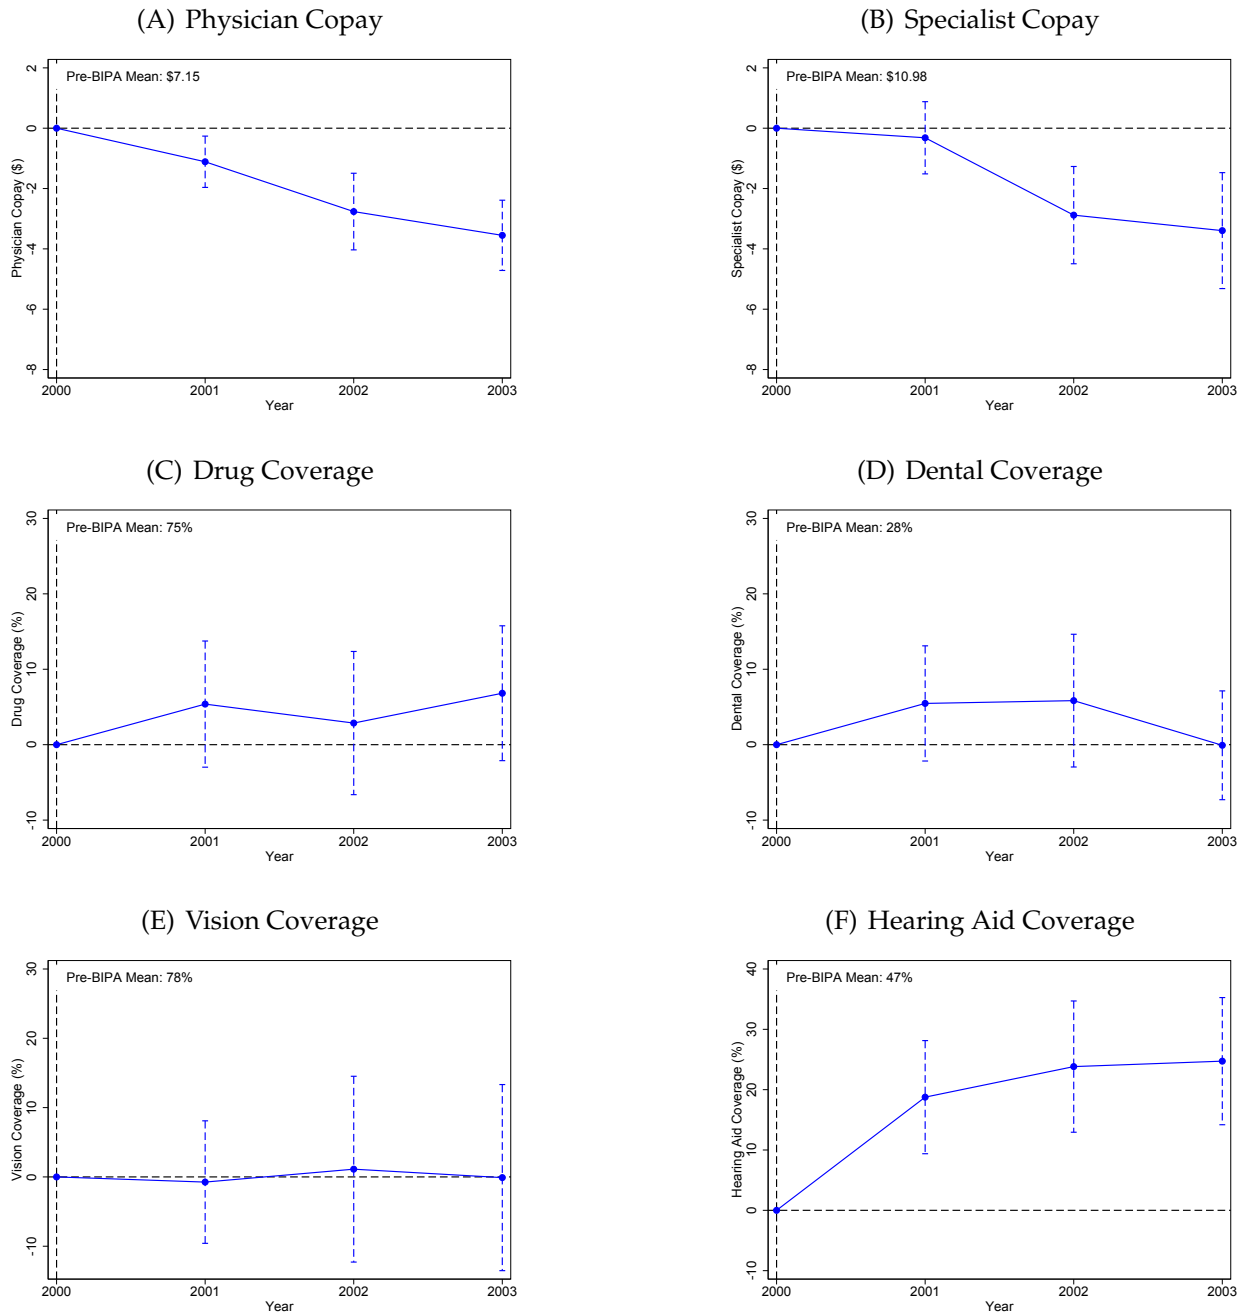 (A) Physician Copay
Pre-BIPA Mean: $7.15
Physician Copay ($)
2
0
-2
-4
-6
-8
2000 2001 2002 2003
Year
(B) Specialist Copay
Pre-BIPA Mean: $10.98
Specialist Copay ($)
2
0
-2
-4
-6
-8
2000 2001 2002 2003
Year
(C) Drug Coverage
Pre-BIPA Mean: 75%
Drug Coverage (%)
30
20
10
0
-10
2000 2001 2002 2003
Year
(D) Dental Coverage
Pre-BIPA Mean: 28%
Dental Coverage (%)
30
20
10
0
-10
2000 2001 2002 2003
Year
(E) Vision Coverage
Pre-BIPA Mean: 78%
Vision Coverage (%)
30
20
10
0
-10
2000 2001 2002 2003
Year
(F) Hearing Aid Coverage
Pre-BIPA Mean: 47%
Hearing Aid Coverage (%)
40
30
20
10
0
-10
2000 2001 2002 2003
Year